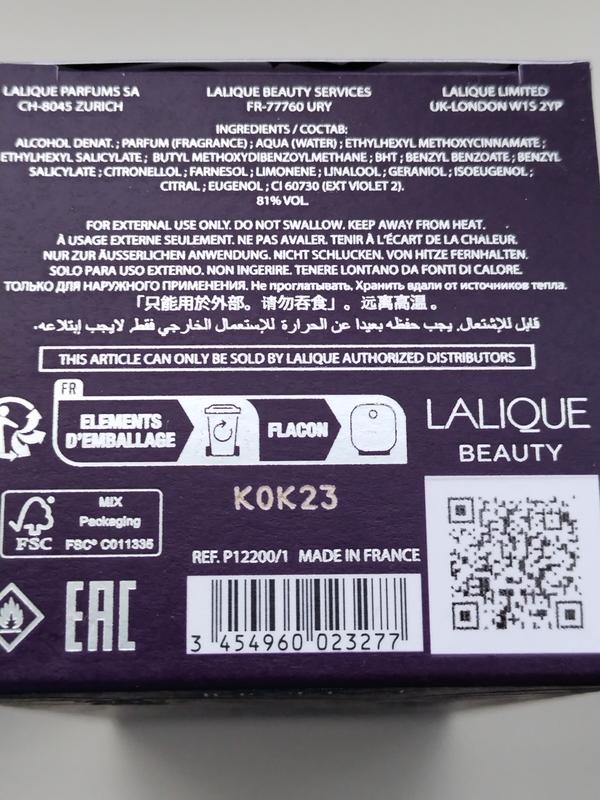 LALIQUE PARFUMS SA
CH-8045 ZURICH
LALIQUE BEAUTY SERVICES
FR-77760 URY
LALIQUE LIMITED
UK-LONDON W1S 2YP
INGREDIENTS / СОСТАВ:
ALCOHOL DENAT. ; PARFUM (FRAGRANCE) ; AQUA (WATER) ; ETHYLHEXYL METHOXYCINNAMATE ;
ETHYLHEXYL SALICYLATE ; BUTYL METHOXYDIBENZOYLMETHANE ; BHT ; BENZYL BENZOATE ; BENZYL
SALICYLATE ; CITRONELLOL ; FARNESOL ; LIMONENE ; LINALOOL ; GERANIOL ; ISOEUGENOL ;
CITRAL ; EUGENOL ; CI 60730 (EXT VIOLET 2).
81% VOL.
FOR EXTERNAL USE ONLY. DO NOT SWALLOW. KEEP AWAY FROM HEAT.
À USAGE EXTERNE SEULEMENT. NE PAS AVALER. TENIR À L'ÉCART DE LA CHALEUR.
NUR ZUR ÄUSSERLICHEN ANWENDUNG. NICHT SCHLUCKEN. VON HITZE FERNHALTEN.
SOLO PARA USO EXTERNO. NON INGERIRE. TENERE LONTANO DA FONTI DI CALORE.
ТОЛЬКО ДЛЯ НАРУЖНОГО ПРИМЕНЕНИЯ. Не проглатывать, Хранить вдали от источников тепла.
「只能用於外部。请勿吞食」。远离高温。
قابل للإشتعال, يجب حفظه بعيدا عن الحرارة للإستعمال الخارجي فقط, لايجب إبتلاعه.
THIS ARTICLE CAN ONLY BE SOLD BY LALIQUE AUTHORIZED DISTRIBUTORS
FR
ELEMENTS
D'EMBALLAGE
FLACON
LALIQUE
BEAUTY
FSC
MIX
Packaging
FSC® C011335
K0K23
REF. P12200/1 MADE IN FRANCE
EAC
3 454960 023277